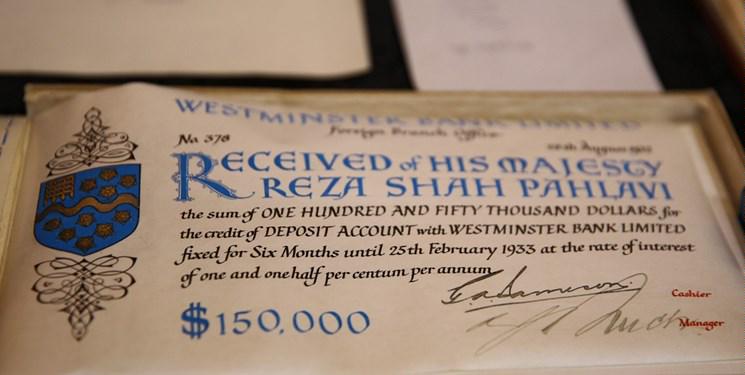 WESTMINSTER BANK LIMITED
Foreign Branch Office
No 378
August
RECEIVED of HIS MAJESTY
REZA SHAH PAHLAVI
the sum of ONE HUNDRED AND FIFTY THOUSAND DOLLARS for
the credit of DEPOSIT ACCOUNT with WESTMINSTER BANK LIMITED
fixed for Six Months until 25th February 1933 at the rate of interest
of one and one half per centum per annum
$150,000
Cashier
Manager